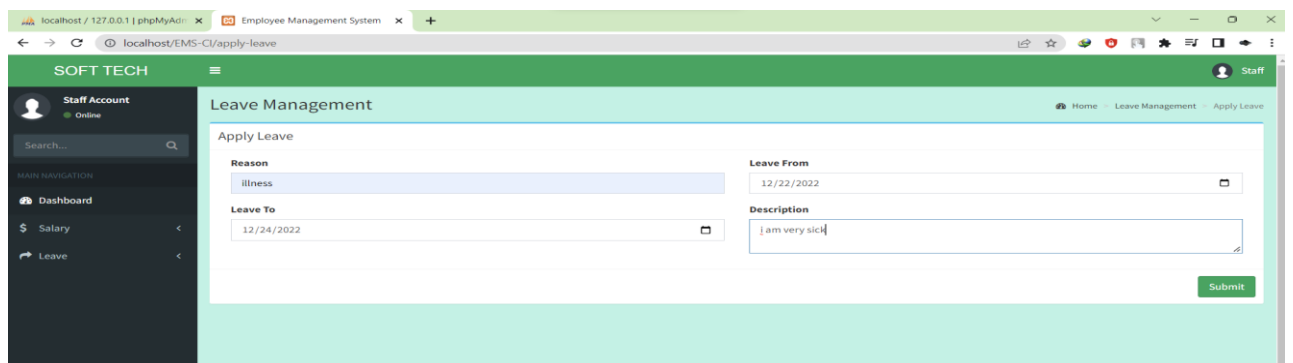 localhost / 127.0.0.1 | phpMyAdm
Employee Management System
localhost/EMS-CI/apply-leave
SOFT TECH
Staff
Staff Account
Online
Search...
MAIN NAVIGATION
Dashboard
$ Salary
Leave
Leave Management
Home > Leave Management > Apply Leave
Apply Leave
Reason
illness
Leave From
12/22/2022
Leave To
12/24/2022
Description
i am very sick
Submit